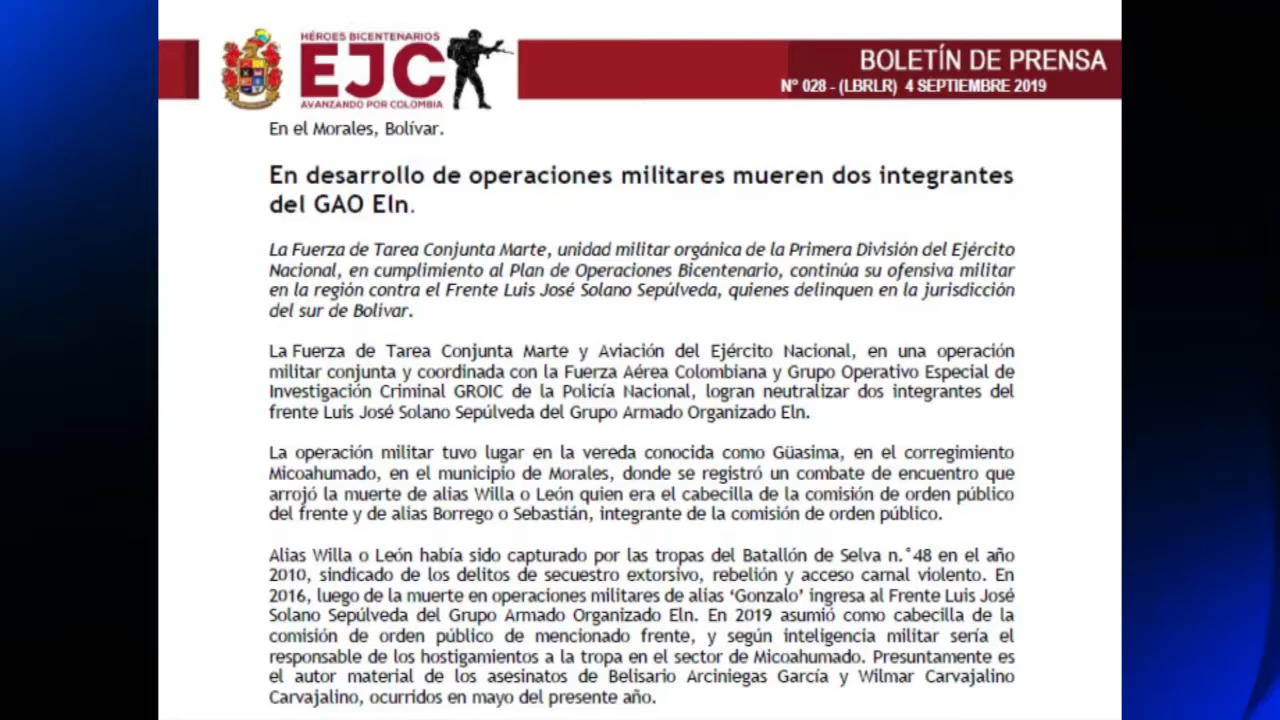 HÉROES BICENTENARIOS
EJC
AVANZANDO POR COLOMBIA
BOLETÍN DE PRENSA
N° 028 - (LBRLR) 4 SEPTIEMBRE 2019
En el Morales, Bolívar.
En desarrollo de operaciones militares mueren dos integrantes
del GAO Eln.
La Fuerza de Tarea Conjunta Marte, unidad militar orgánica de la Primera División del Ejército
Nacional, en cumplimiento al Plan de Operaciones Bicentenario, continúa su ofensiva militar
en la región contra el Frente Luis José Solano Sepúlveda, quienes delinquen en la jurisdicción
del sur de Bolívar.
La Fuerza de Tarea Conjunta Marte y Aviación del Ejército Nacional, en una operación
militar conjunta y coordinada con la Fuerza Aérea Colombiana y Grupo Operativo Especial de
Investigación Criminal GROIC de la Policía Nacional, logran neutralizar dos integrantes del
frente Luis José Solano Sepúlveda del Grupo Armado Organizado Eln.
La operación militar tuvo lugar en la vereda conocida como Güasima, en el corregimiento
Micoahumado, en el municipio de Morales, donde se registró un combate de encuentro que
arrojó la muerte de alias Willa o León quien era el cabecilla de la comisión de orden público
del frente y de alias Borrego o Sebastián, integrante de la comisión de orden público.
Alias Willa o León había sido capturado por las tropas del Batallón de Selva n.°48 en el año
2010, sindicado de los delitos de secuestro extorsivo, rebelión y acceso carnal violento. En
2016, luego de la muerte en operaciones militares de alias ‘Gonzalo’ ingresa al Frente Luis José
Solano Sepúlveda del Grupo Armado Organizado Eln. En 2019 asumió como cabecilla de la
comisión de orden público de mencionado frente, y según inteligencia militar sería el
responsable de los hostigamientos a la tropa en el sector de Micoahumado. Presuntamente es
el autor material de los asesinatos de Belisario Arciniegas García y Wilmar Carvajalino
Carvajalino, ocurridos en mayo del presente año.